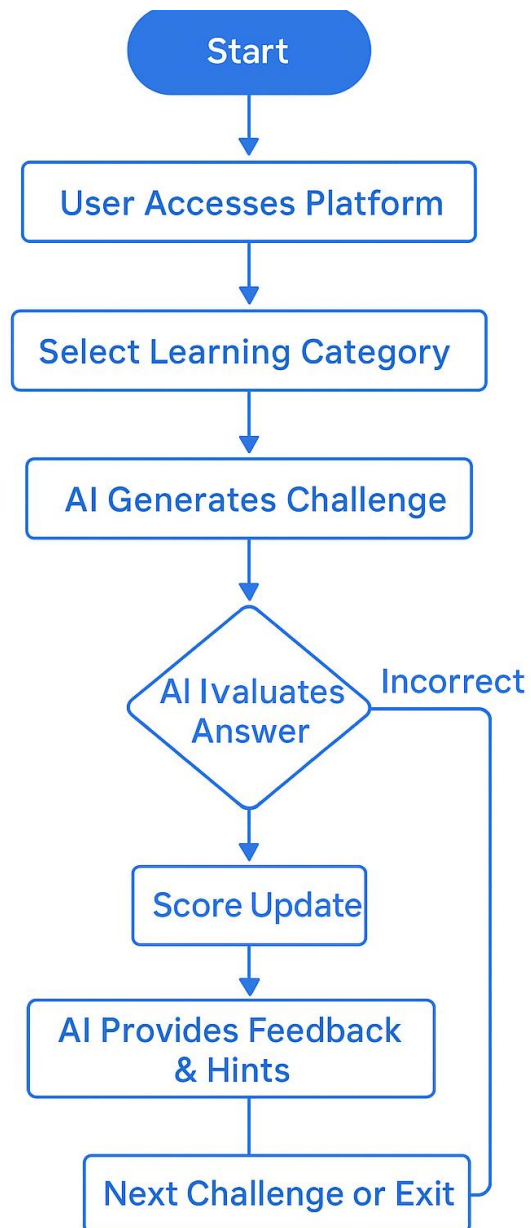 Start
User Accesses Platform
Select Learning Category
AI Generates Challenge
AI Ivaluates
Answer
Incorrect
Score Update
AI Provides Feedback
& Hints
Next Challenge or Exit